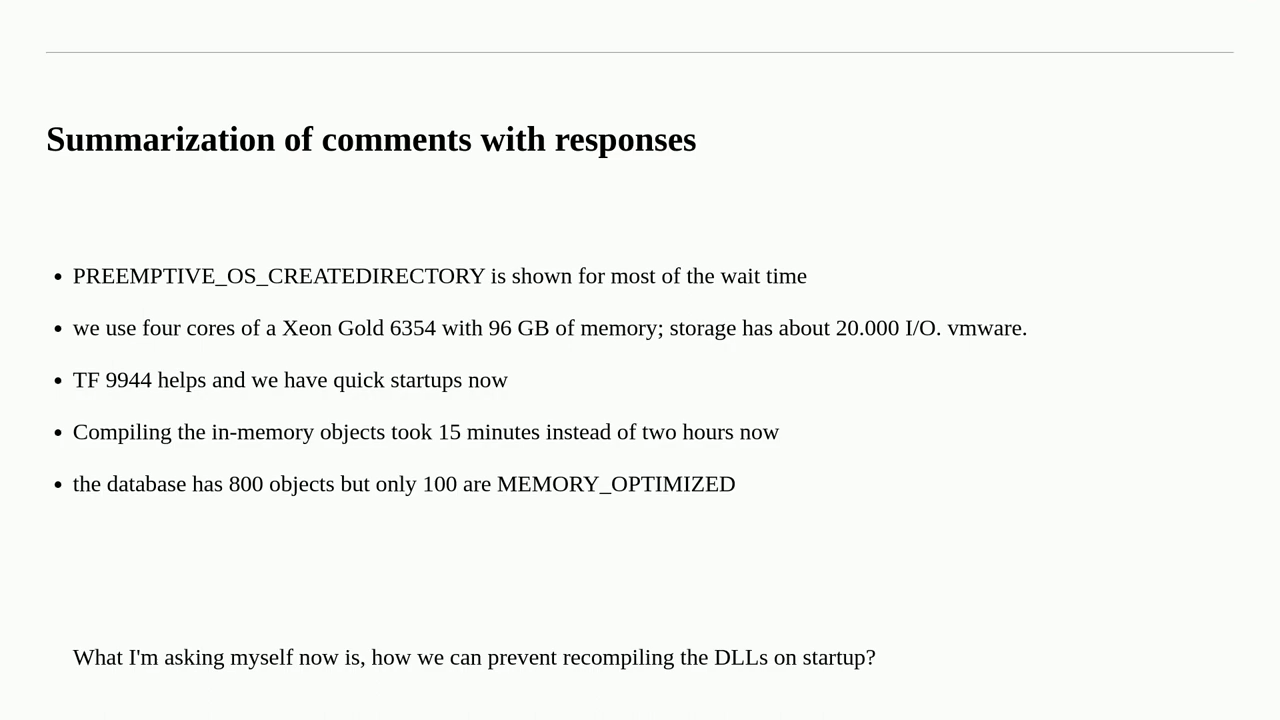 Summarization of comments with responses
• PREEMPTIVE_OS_CREATEDIRECTORY is shown for most of the wait time
• we use four cores of a Xeon Gold 6354 with 96 GB of memory; storage has about 20.000 I/O. vmware.
• TF 9944 helps and we have quick startups now
• Compiling the in-memory objects took 15 minutes instead of two hours now
• the database has 800 objects but only 100 are MEMORY_OPTIMIZED
What I'm asking myself now is, how we can prevent recompiling the DLLs on startup?